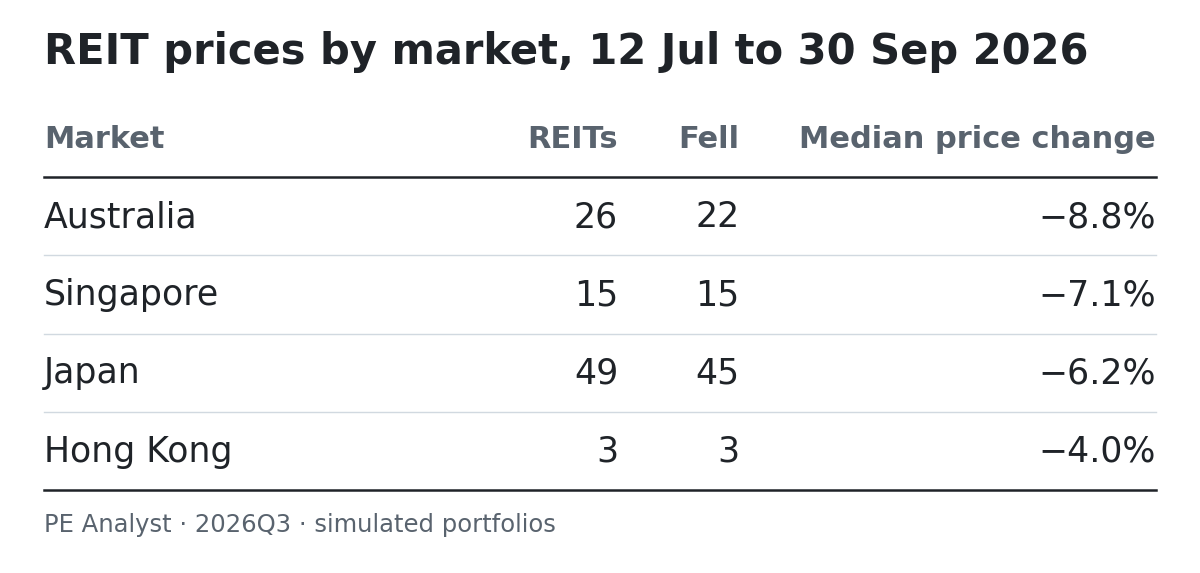 REIT prices by market, 12 Jul to 30 Sep 2026
Market REITs Fell Median price change
Australia 26 22 −8.8%
Singapore 15 15 −7.1%
Japan 49 45 −6.2%
Hong Kong 3 3 −4.0%
PE Analyst · 2026Q3 · simulated portfolios